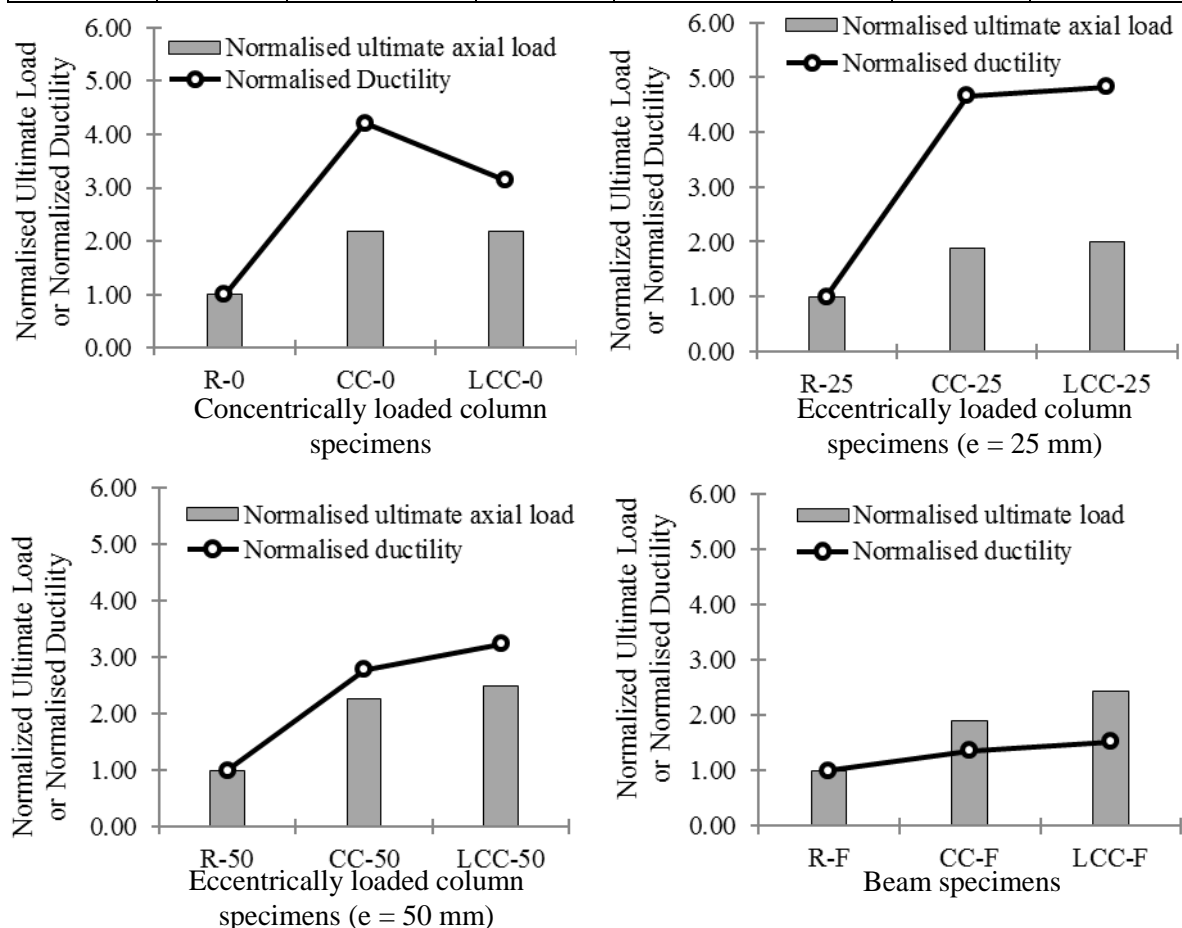 6.00
5.00
4.00
3.00
2.00
1.00
0.00
Normalised Ultimate Load
or Normalized Ductility
Normalised ultimate axial load
Normalised Ductility
R-0
CC-0
LCC-0
Concentrically loaded column
specimens
6.00
5.00
4.00
3.00
2.00
1.00
0.00
Normalized Ultimate Load
or Normalised Ductility
Normalised ultimate axial load
Normalised ductility
R-25
CC-25
LCC-25
Eccentrically loaded column
specimens (e = 25 mm)
6.00
5.00
4.00
3.00
2.00
1.00
0.00
Normalized Ultimate Load
or Normalised Ductility
Normalised ultimate axial load
Normalised ductility
R-50
CC-50
LCC-50
Eccentrically loaded column
specimens (e = 50 mm)
6.00
5.00
4.00
3.00
2.00
1.00
0.00
Normalized Ultimate Load
or Normalised Ductility
Normalised ultimate load
Normalised ductility
R-F
CC-F
LCC-F
Beam specimens